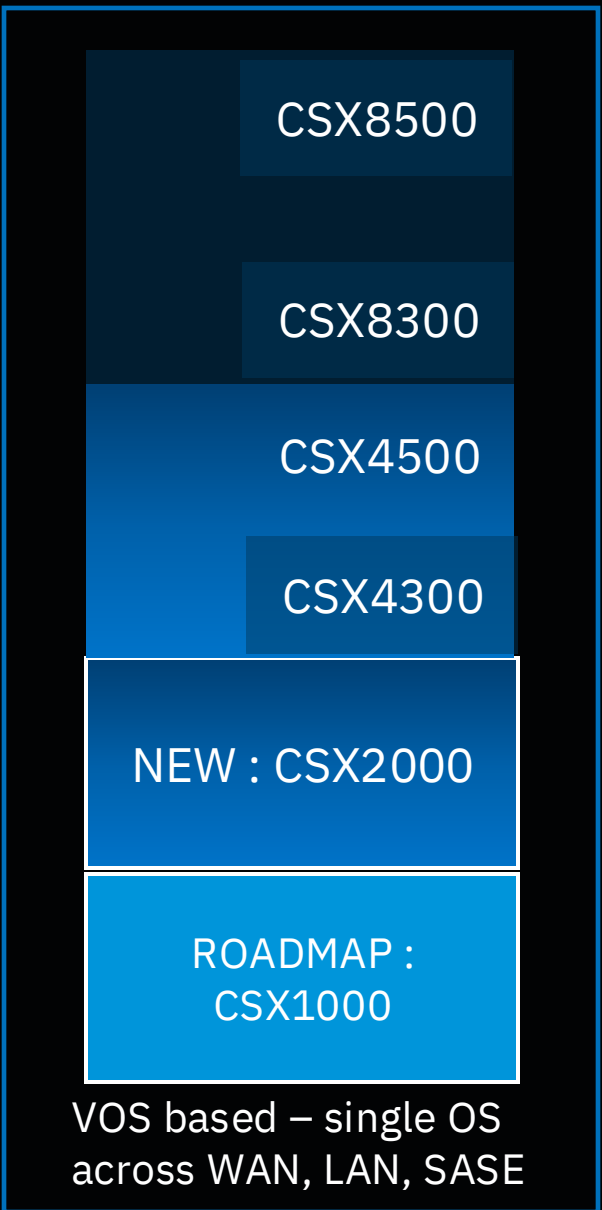 CSX8500
CSX8300
CSX4500
CSX4300
NEW : CSX2000
ROADMAP :
CSX1000
VOS based – single OS
across WAN, LAN, SASE